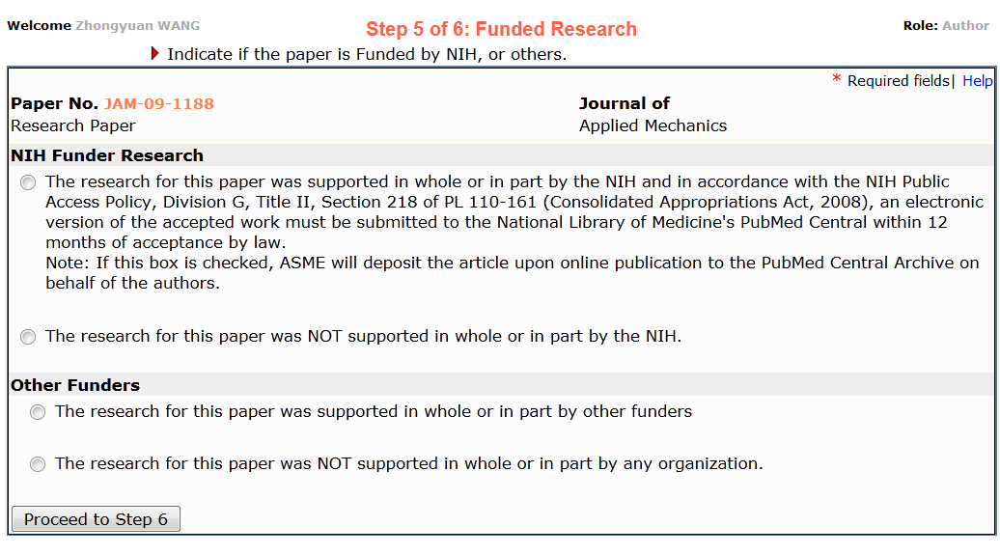 Welcome Zhongyuan WANG
Step 5 of 6: Funded Research
Role: Author
Indicate if the paper is Funded by NIH, or others.
* Required fields| Help
Paper No. JAM-09-1188
Journal of
Research Paper
Applied Mechanics
NIH Funder Research
The research for this paper was supported in whole or in part by the NIH and in accordance with the NIH Public
Access Policy, Division G, Title II, Section 218 of PL 110-161 (Consolidated Appropriations Act, 2008), an electronic
version of the accepted work must be submitted to the National Library of Medicine's PubMed Central within 12
months of acceptance by law.
Note: If this box is checked, ASME will deposit the article upon online publication to the PubMed Central Archive on
behalf of the authors.
The research for this paper was NOT supported in whole or in part by the NIH.
Other Funders
The research for this paper was supported in whole or in part by other funders
The research for this paper was NOT supported in whole or in part by any organization.
Proceed to Step 6